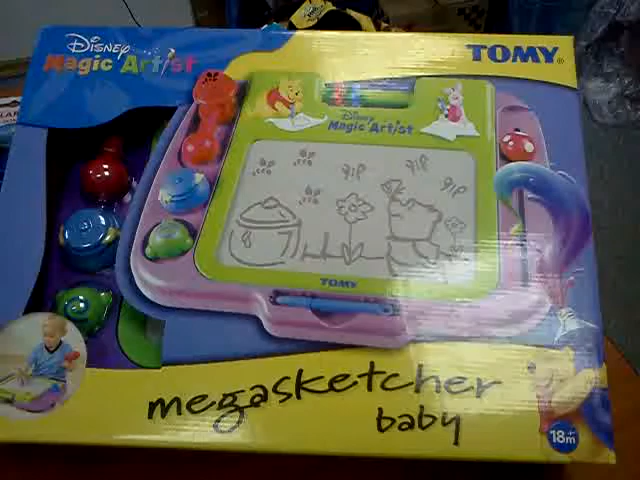 Disney
Magic Artist
TOMY
Disney
Magic Artist
TOMY
megasketcher
baby
18m+